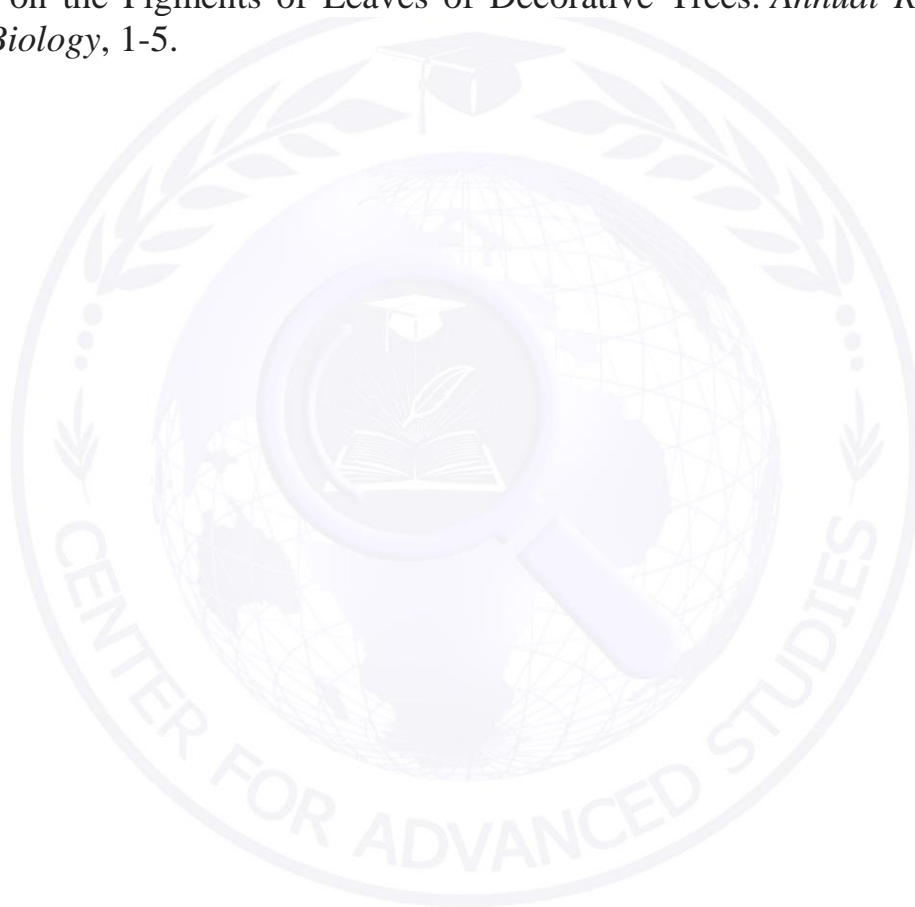 on the Pigments of Leaves of Decorative Trees. Annual R
Biology, 1-5.
CENTER FOR ADVANCED STUDIES